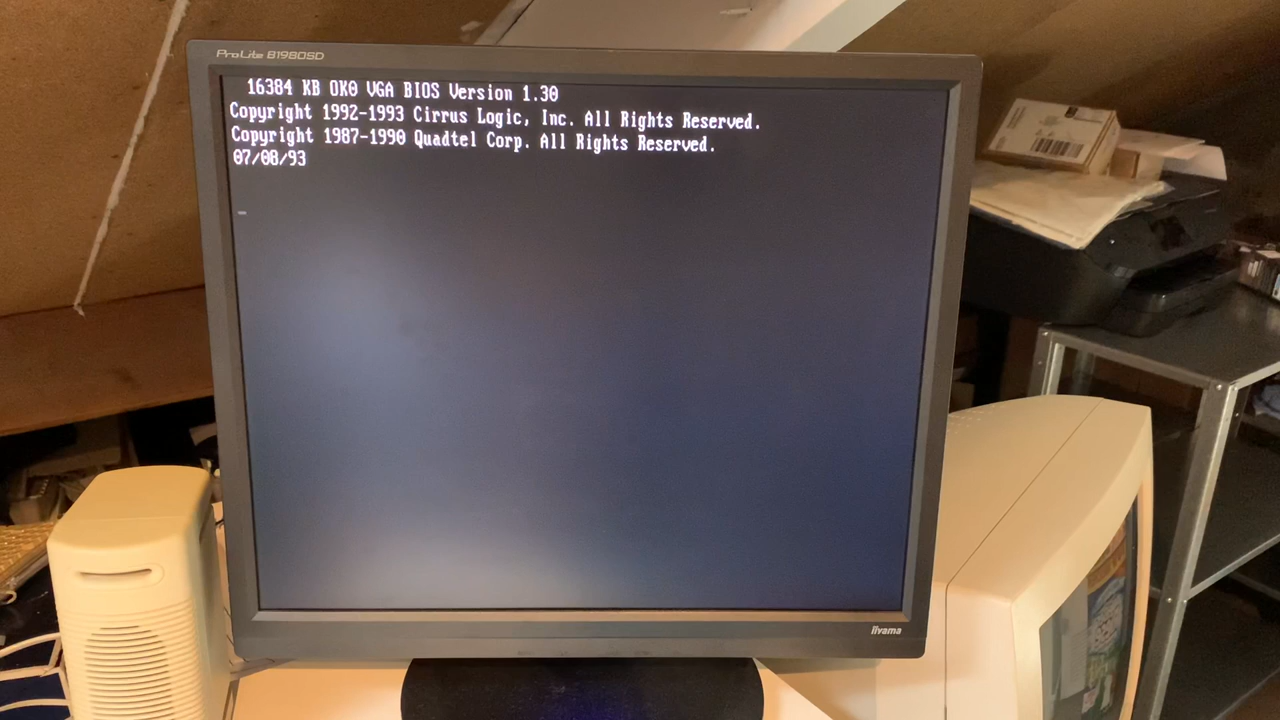 ProLite B1980SD
16384 KB OK0 VGA BIOS Version 1.30
Copyright 1992-1993 Cirrus Logic, Inc. All Rights Reserved.
Copyright 1987-1990 Quadtel Corp. All Rights Reserved.
07/08/93
iiyama